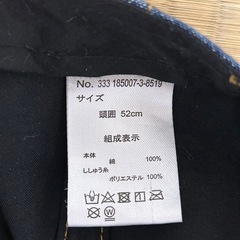 No. 333 185007-3-8519
サイズ
頭囲 52cm
組成表示
本体 綿 100%
ししゅう糸 ポリエステル 100%